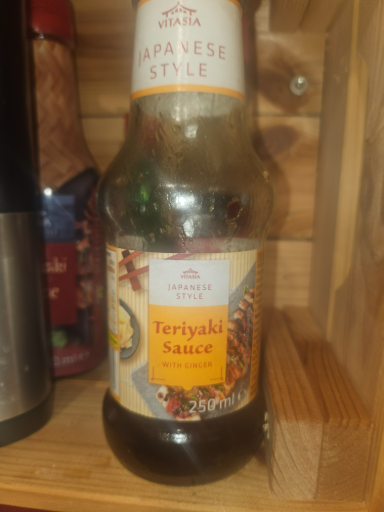 VITASIA
JAPANESE
STYLE
VITASIA
JAPANESE
STYLE
Teriyaki
Sauce
WITH GINGER
250 ml e